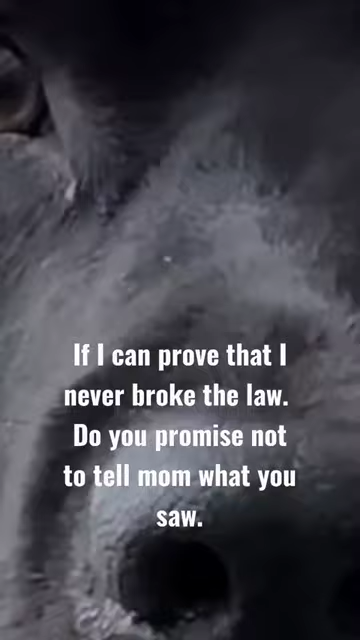 If I can prove that I
never broke the law.
Do you promise not
to tell mom what you
saw.